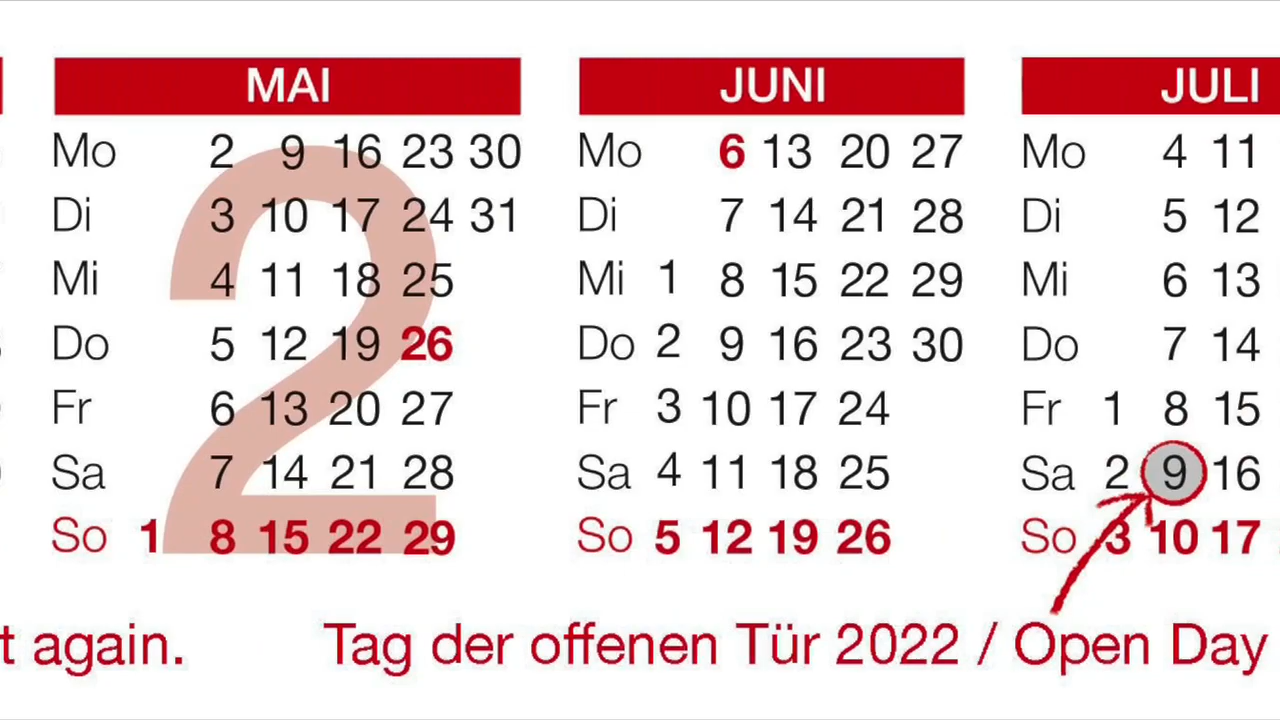 MAI JUNI JULI
Mo 2 9 16 23 30 Mo 6 13 20 27 Mo 4 11
Di 3 10 17 24 31 Di 7 14 21 28 Di 5 12
Mi 4 11 18 25 Mi 1 8 15 22 29 Mi 6 13
Do 5 12 19 26 Do 2 9 16 23 30 Do 7 14
Fr 6 13 20 27 Fr 3 10 17 24 Fr 1 8 15
Sa 7 14 21 28 Sa 4 11 18 25 Sa 2 9 16
So 1 8 15 22 29 So 5 12 19 26 So 3 10 17
2
t again. Tag der offenen Tür 2022 / Open Day